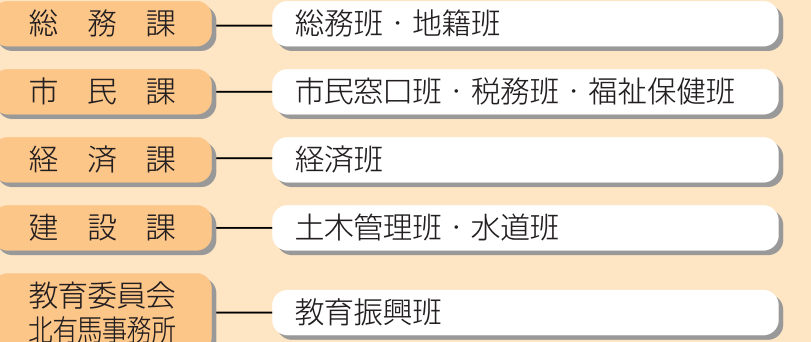 総務課 総務班・地籍班
市民課 市民窓口班・税務班・福祉保健班
経済課 経済班
建設課 土木管理班・水道班
教育委員会
北有馬事務所 教育振興班